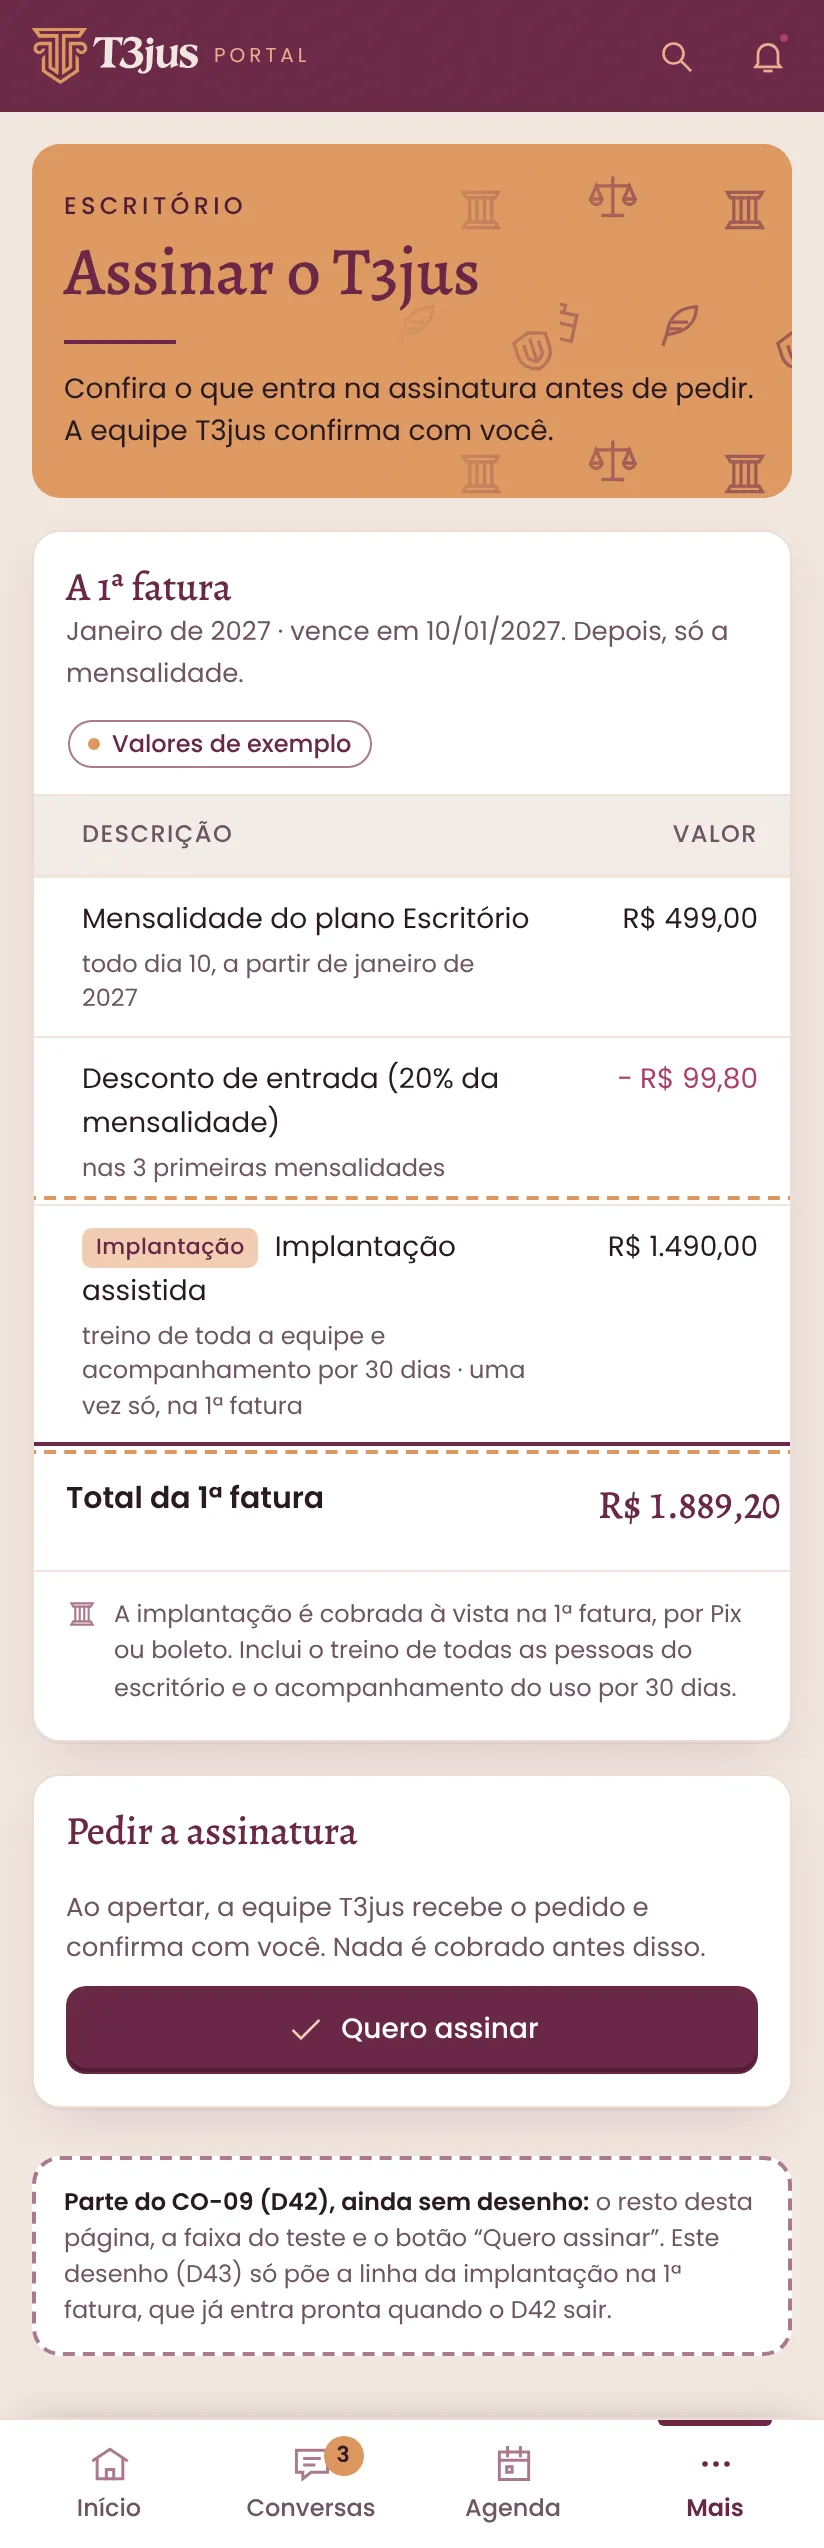 T3jus PORTAL
ESCRITÓRIO
Assinar o T3jus
Confira o que entra na assinatura antes de pedir.
A equipe T3jus confirma com você.
A 1ª fatura
Janeiro de 2027 · vence em 10/01/2027. Depois, só a
mensalidade.
Valores de exemplo
DESCRIÇÃO VALOR
Mensalidade do plano Escritório R$ 499,00
todo dia 10, a partir de janeiro de
2027
Desconto de entrada (20% da − R$ 99,80
mensalidade)
nas 3 primeiras mensalidades
Implantação Implantação R$ 1.490,00
assistida
treino de toda a equipe e
acompanhamento por 30 dias · uma
vez só, na 1ª fatura
Total da 1ª fatura R$ 1.889,20
A implantação é cobrada à vista na 1ª fatura, por Pix
ou boleto. Inclui o treino de todas as pessoas do
escritório e o acompanhamento do uso por 30 dias.
Pedir a assinatura
Ao apertar, a equipe T3jus recebe o pedido e
confirma com você. Nada é cobrado antes disso.
Quero assinar
Parte do CO-09 (D42), ainda sem desenho: o resto desta
página, a faixa do teste e o botão “Quero assinar”. Este
desenho (D43) só põe a linha da implantação na 1ª
fatura, que já entra pronta quando o D42 sair.
3
Início Conversas Agenda Mais